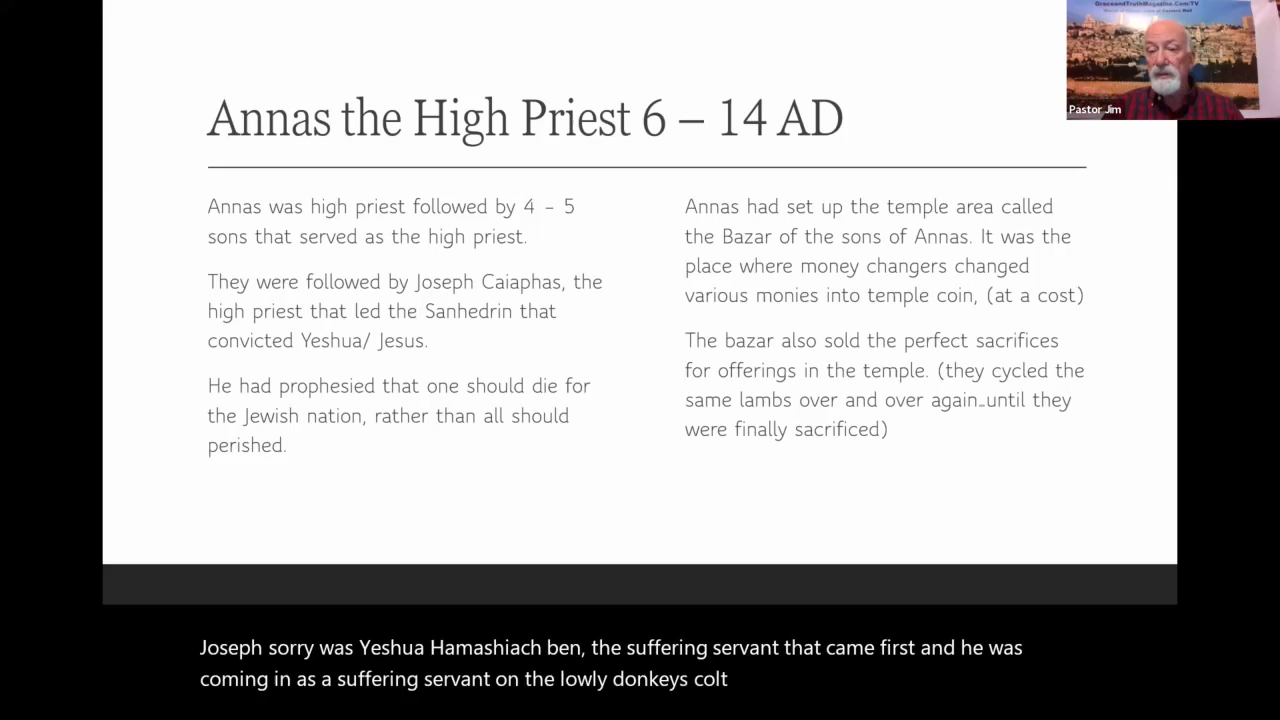 GraceandTruthMagazine.Com/TV
Pastor Jim
Annas the High Priest 6 – 14 AD
Annas was high priest followed by 4 – 5
sons that served as the high priest.
They were followed by Joseph Caiaphas, the
high priest that led the Sanhedrin that
convicted Yeshua/ Jesus.
He had prophesied that one should die for
the Jewish nation, rather than all should
perished.
Annas had set up the temple area called
the Bazar of the sons of Annas. It was the
place where money changers changed
various monies into temple coin, (at a cost)
The bazar also sold the perfect sacrifices
for offerings in the temple. (they cycled the
same lambs over and over again…until they
were finally sacrificed)
Joseph sorry was Yeshua Hamashiach ben, the suffering servant that came first and he was
coming in as a suffering servant on the lowly donkeys colt